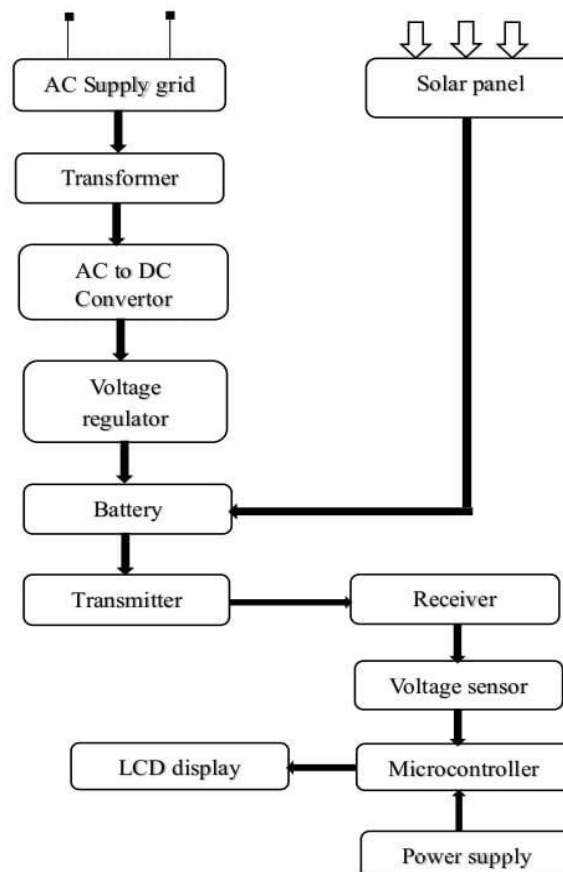 AC Supply grid
Solar panel
Transformer
AC to DC
Convertor
Voltage
regulator
Battery
Transmitter
Receiver
Voltage sensor
LCD display
Microcontroller
Power supply